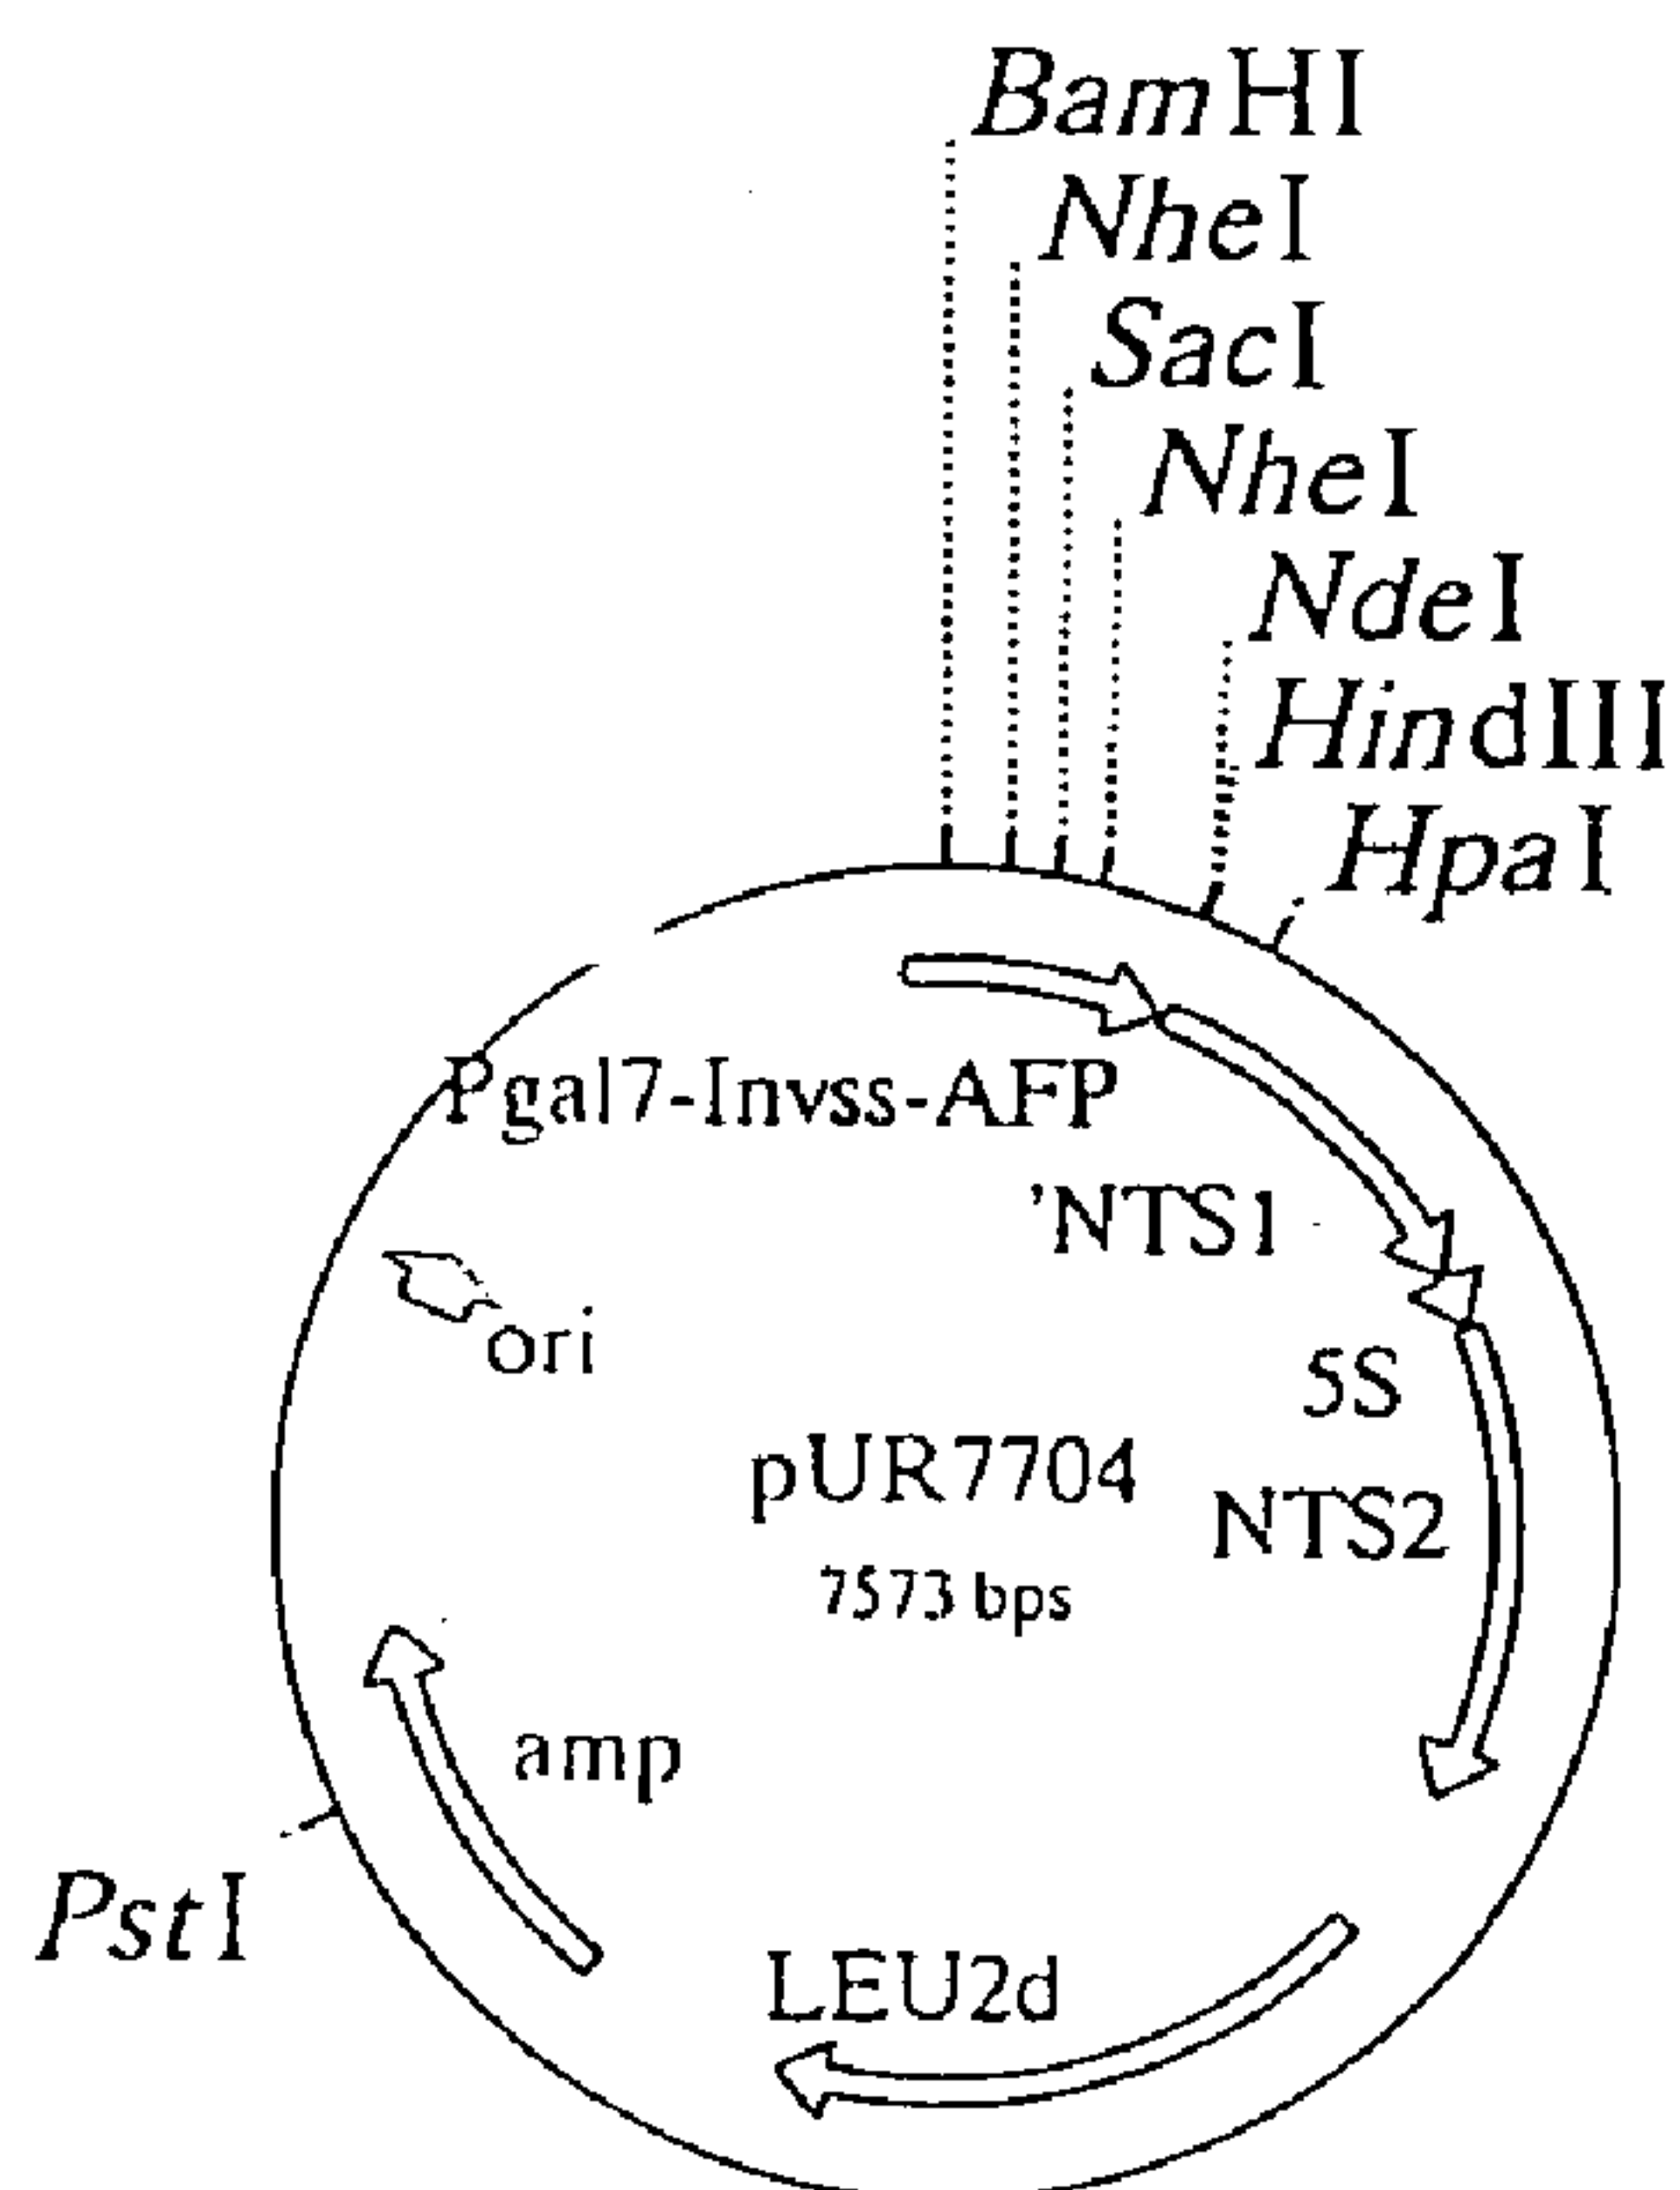 BamHI
NheI
SacI
NheI
NdeI
HindIII
HpaI
Pgal7-Invss-AFP
'NTS1
ori
5S
pUR7704
NTS2
7573 bps
amp
PstI
LEU2d